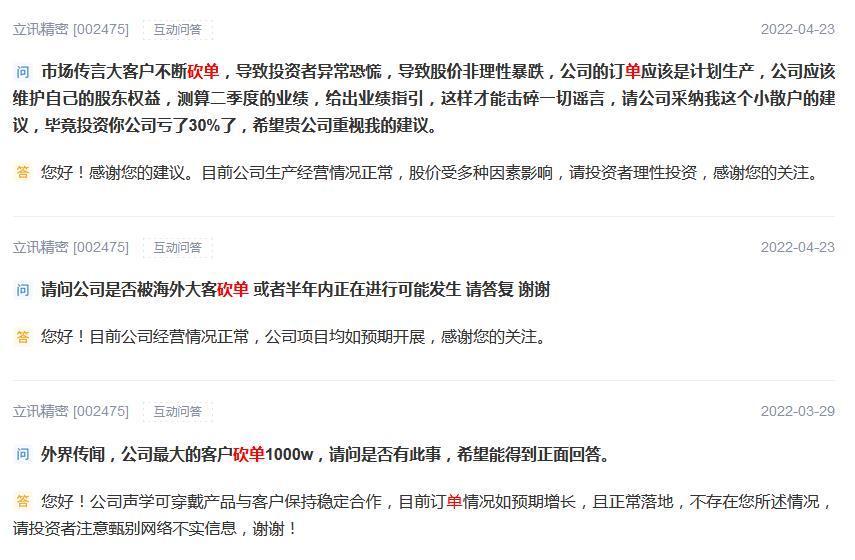 立讯精密 [002475] 互动问答 2022-04-23
问 市场传言大客户不断砍单，导致投资者异常恐慌，导致股价非理性暴跌，公司的订单应该是计划生产，公司应该
维护自己的股东权益，测算二季度的业绩，给出业绩指引，这样才能击碎一切谣言，请公司采纳我这个小散户的建
议，毕竟投资你公司亏了30%了，希望贵公司重视我的建议。
答 您好！感谢您的建议。目前公司生产经营情况正常，股价受多种因素影响，请投资者理性投资，感谢您的关注。
立讯精密 [002475] 互动问答 2022-04-23
问 请问公司是否被海外大客砍单 或者半年内正在进行可能发生 请答复 谢谢
答 您好！目前公司经营情况正常，公司项目均如预期开展，感谢您的关注。
立讯精密 [002475] 互动问答 2022-03-29
问 外界传闻，公司最大的客户砍单1000w，请问是否有此事，希望能得到正面回答。
答 您好！公司声学可穿戴产品与客户保持稳定合作，目前订单情况如预期增长，且正常落地，不存在您所述情况，
请投资者注意甄别网络不实信息，谢谢！